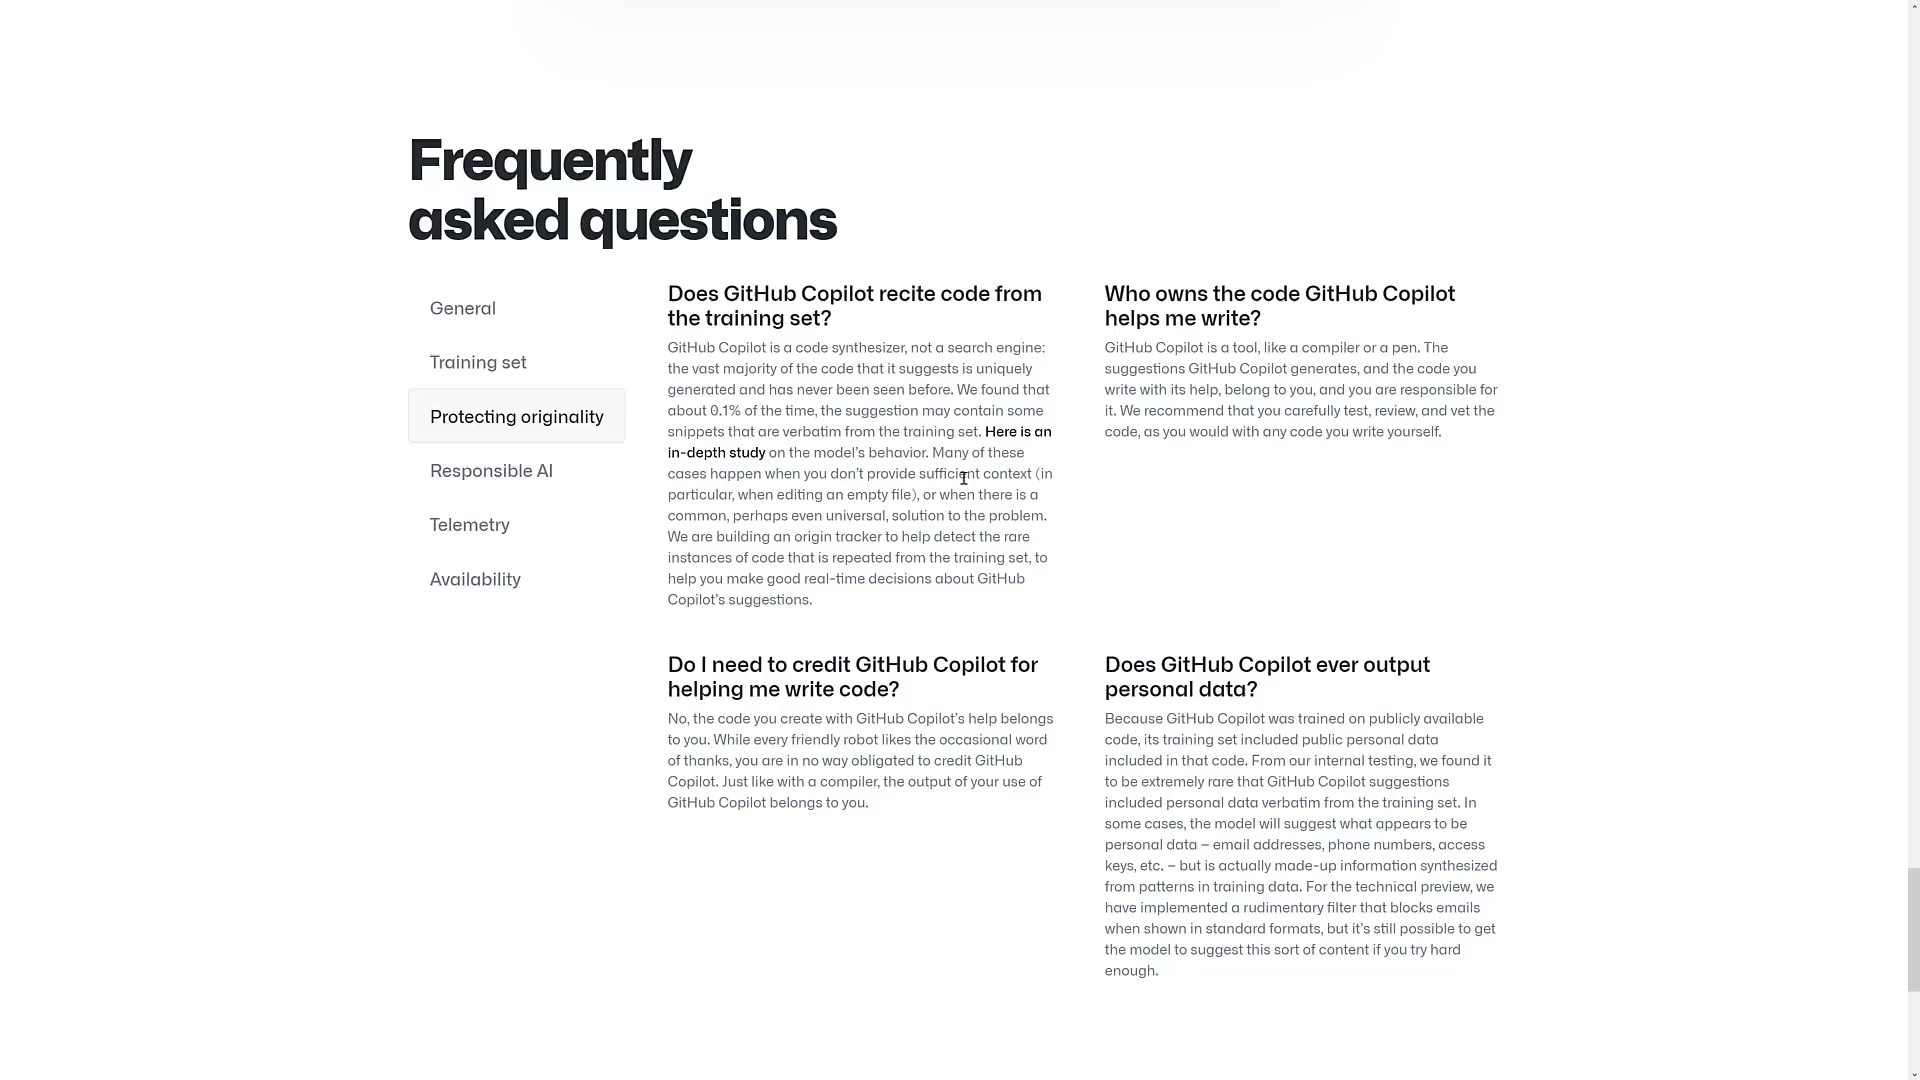 Frequently
asked questions
General
Training set
Protecting originality
Responsible AI
Telemetry
Availability
Does GitHub Copilot recite code from
the training set?
GitHub Copilot is a code synthesizer, not a search engine:
the vast majority of the code that it suggests is uniquely
generated and has never been seen before. We found that
about 0.1% of the time, the suggestion may contain some
snippets that are verbatim from the training set. Here is an
in-depth study on the model’s behavior. Many of these
cases happen when you don’t provide sufficient context (in
particular, when editing an empty file), or when there is a
common, perhaps even universal, solution to the problem.
We are building an origin tracker to help detect the rare
instances of code that is repeated from the training set, to
help you make good real-time decisions about GitHub
Copilot’s suggestions.
Who owns the code GitHub Copilot
helps me write?
GitHub Copilot is a tool, like a compiler or a pen. The
suggestions GitHub Copilot generates, and the code you
write with its help, belong to you, and you are responsible for
it. We recommend that you carefully test, review, and vet the
code, as you would with any code you write yourself.
Do I need to credit GitHub Copilot for
helping me write code?
No, the code you create with GitHub Copilot’s help belongs
to you. While every friendly robot likes the occasional word
of thanks, you are in no way obligated to credit GitHub
Copilot. Just like with a compiler, the output of your use of
GitHub Copilot belongs to you.
Does GitHub Copilot ever output
personal data?
Because GitHub Copilot was trained on publicly available
code, its training set included public personal data
included in that code. From our internal testing, we found it
to be extremely rare that GitHub Copilot suggestions
included personal data verbatim from the training set. In
some cases, the model will suggest what appears to be
personal data – email addresses, phone numbers, access
keys, etc. – but is actually made-up information synthesized
from patterns in training data. For the technical preview, we
have implemented a rudimentary filter that blocks emails
when shown in standard formats, but it’s still possible to get
the model to suggest this sort of content if you try hard
enough.